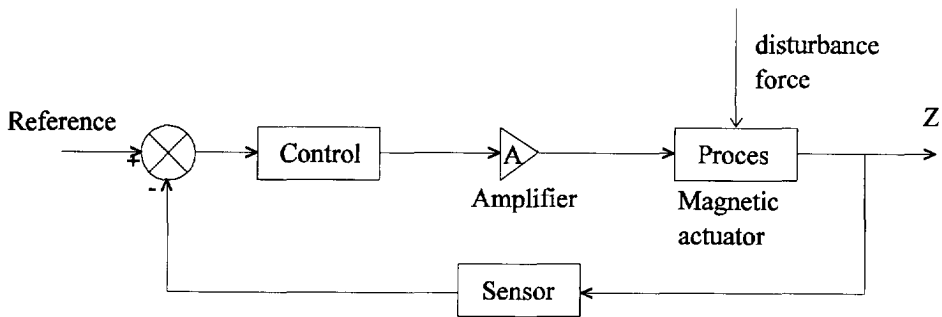 disturbance
force
Reference
Z
+
-
Control
A
Amplifier
Proces
Magnetic
actuator
Sensor